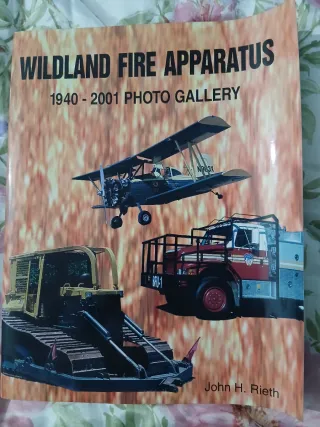 WILDLAND FIRE APPARATUS
1940 - 2001 PHOTO GALLERY
John H. Rieth